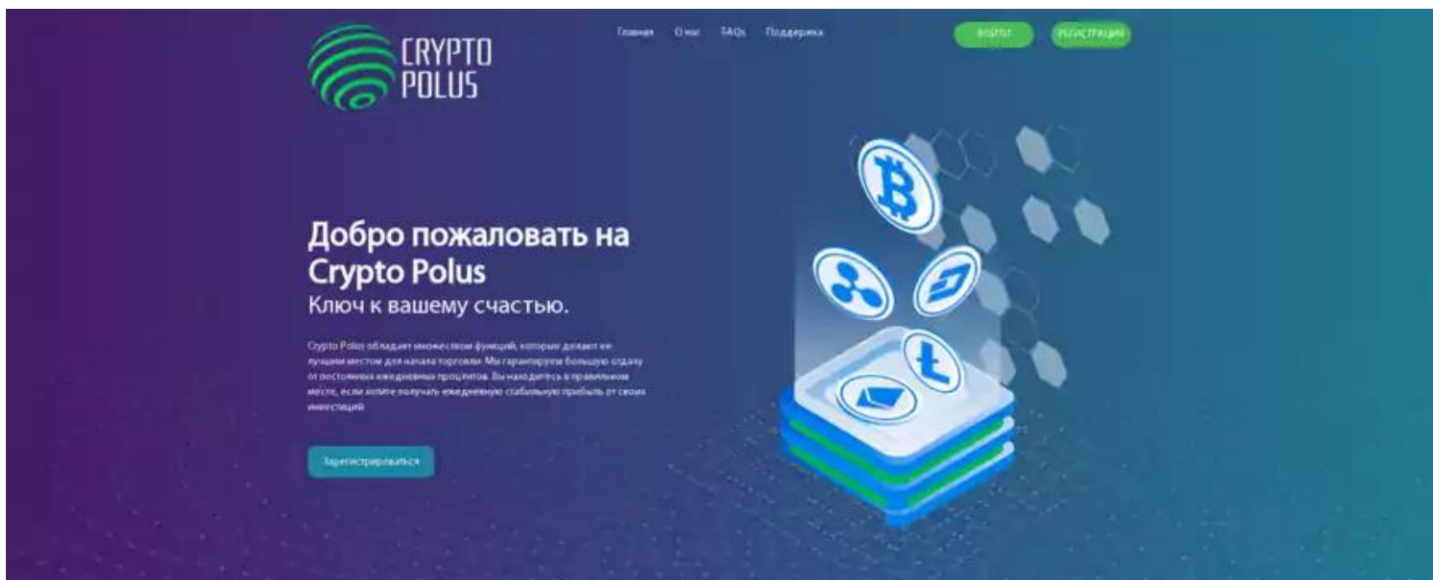 CRYPTO
POLUS
Главная О нас FAQs Поддержка
ВОЙТИ РЕГИСТРАЦИЯ
Добро пожаловать на
Crypto Polus
Ключ к вашему счастью.
Crypto Polus обладает множеством функций, которые делают ее
лучшим местом для начала торговли. Мы гарантируем большую отдачу
от постоянных ежедневных процентов. Вы находитесь в правильном
месте, если хотите получать ежедневную стабильную прибыль от своих
инвестиций
Зарегистрироваться